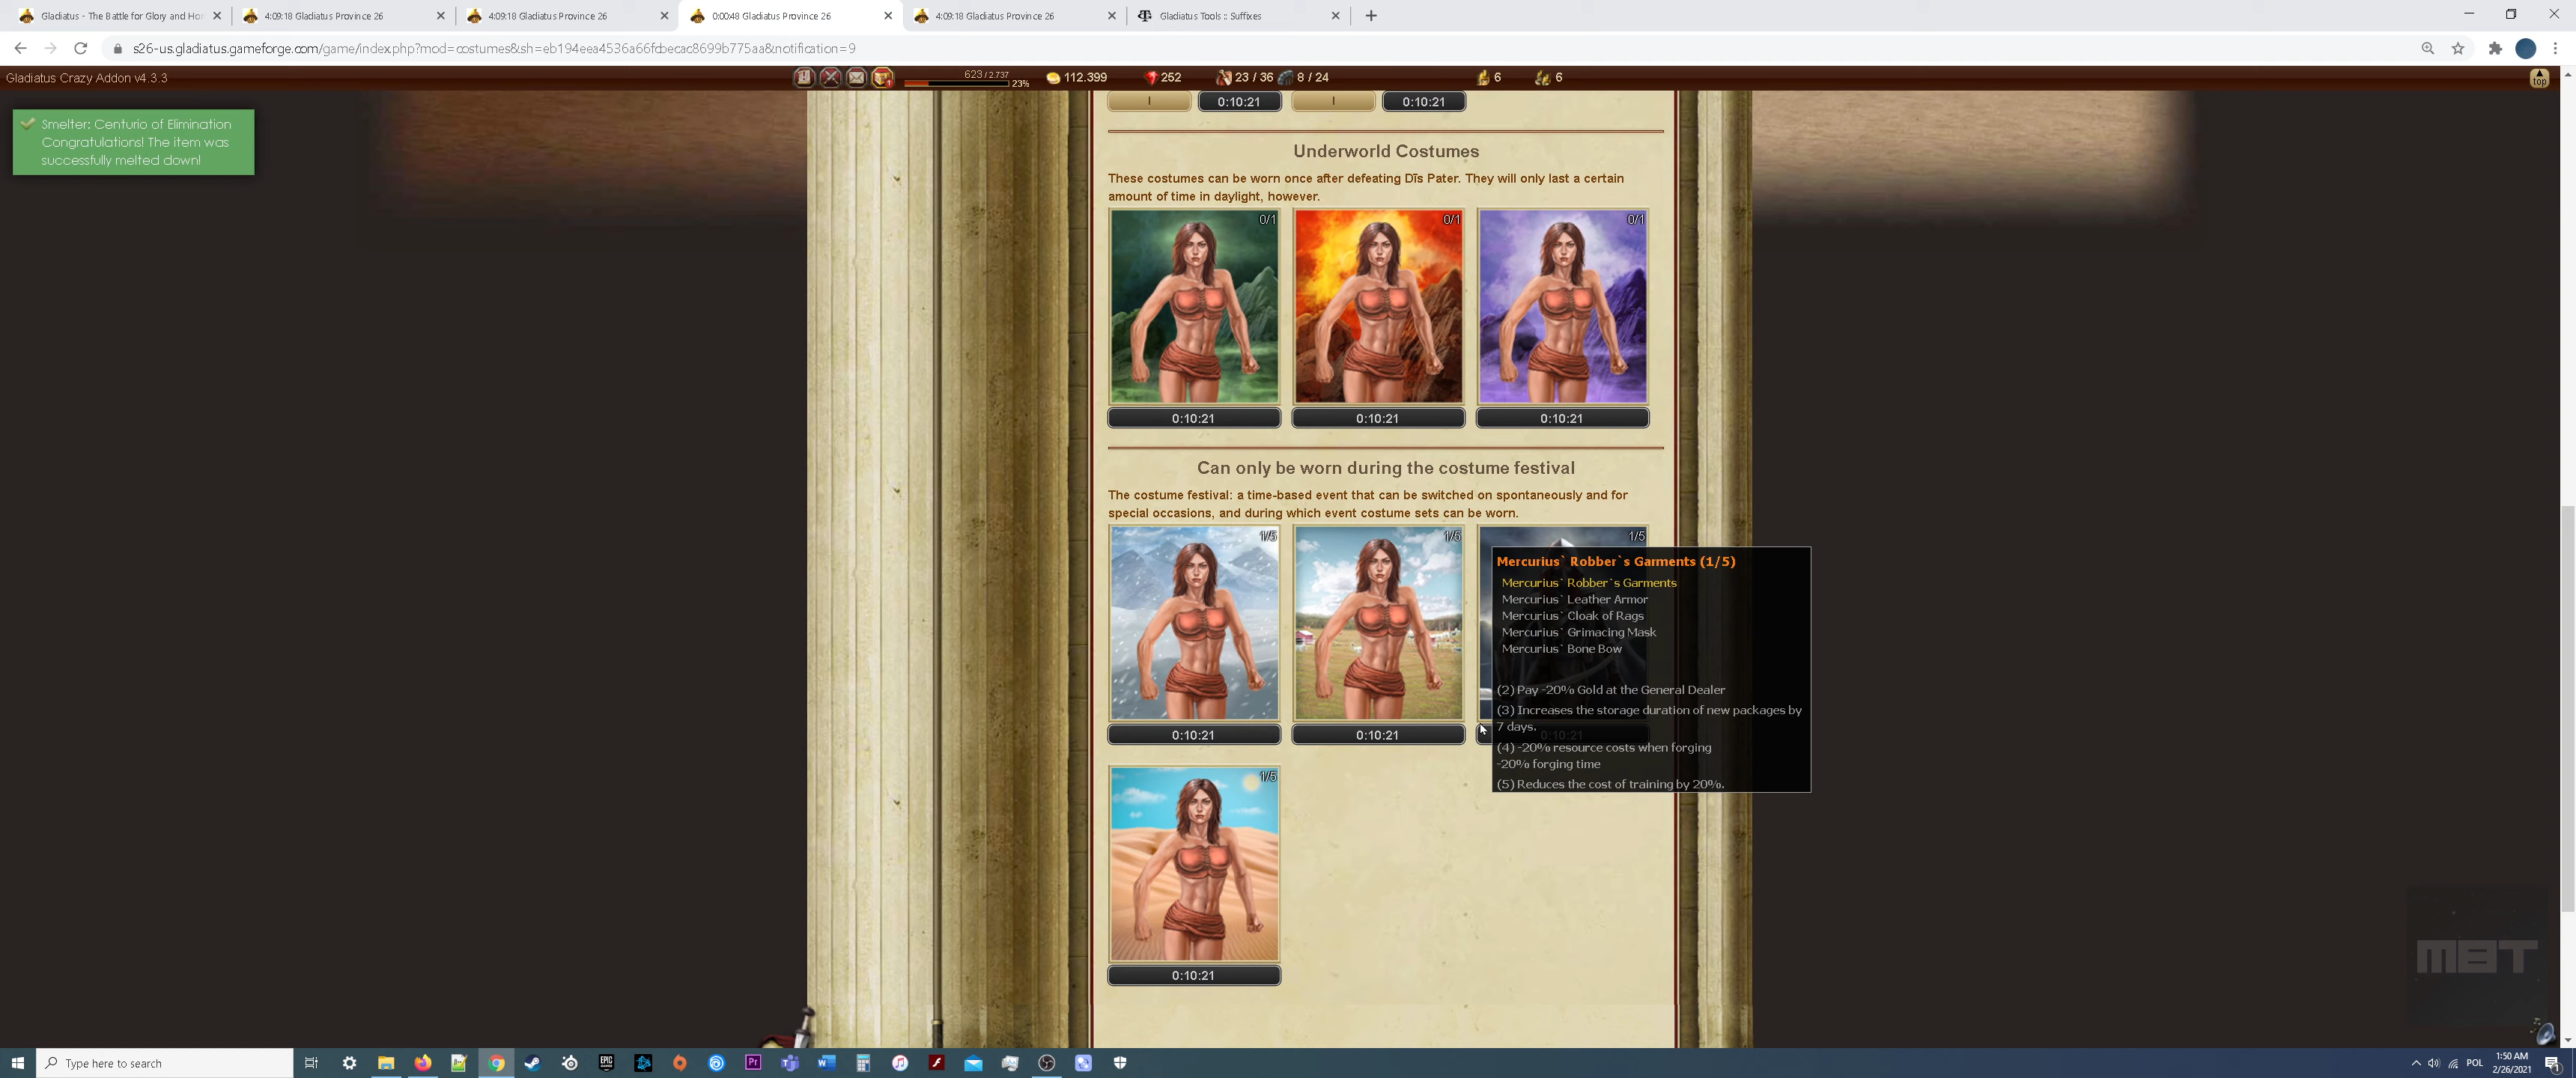 Gladiatus - The Battle for Glory and Hon
4:09:18 Gladiatus Province 26
4:09:18 Gladiatus Province 26
0:00:48 Gladiatus Province 26
4:09:18 Gladiatus Province 26
Gladiatus Tools :: Suffixes
s26-us.gladiatus.gameforge.com/game/index.php?mod=costumes&sh=eb194eea4536a66fdbecac8699b775aa&notification=9
Gladiatus Crazy Addon v4.3.3
623 / 2.737
23%
112.399
252
23 / 36
8 / 24
6
6
top
Smelter: Centurio of Elimination
Congratulations! The item was
successfully melted down!
I
0:10:21
I
0:10:21
Underworld Costumes
These costumes can be worn once after defeating Dīs Pater. They will only last a certain
amount of time in daylight, however.
0/1
0/1
0/1
0:10:21
0:10:21
0:10:21
Can only be worn during the costume festival
The costume festival: a time-based event that can be switched on spontaneously and for
special occasions, and during which event costume sets can be worn.
1/5
1/5
1/5
Mercurius` Robber`s Garments (1/5)
Mercurius` Robber`s Garments
Mercurius` Leather Armor
Mercurius` Cloak of Rags
Mercurius` Grimacing Mask
Mercurius` Bone Bow
(2) Pay -20% Gold at the General Dealer
(3) Increases the storage duration of new packages by
7 days.
(4) -20% resource costs when forging
-20% forging time
(5) Reduces the cost of training by 20%.
0:10:21
0:10:21
0:10:21
1/5
0:10:21
MBT
Type here to search
EPIC GAMES
Pr
POL
1:50 AM
2/26/2021
1